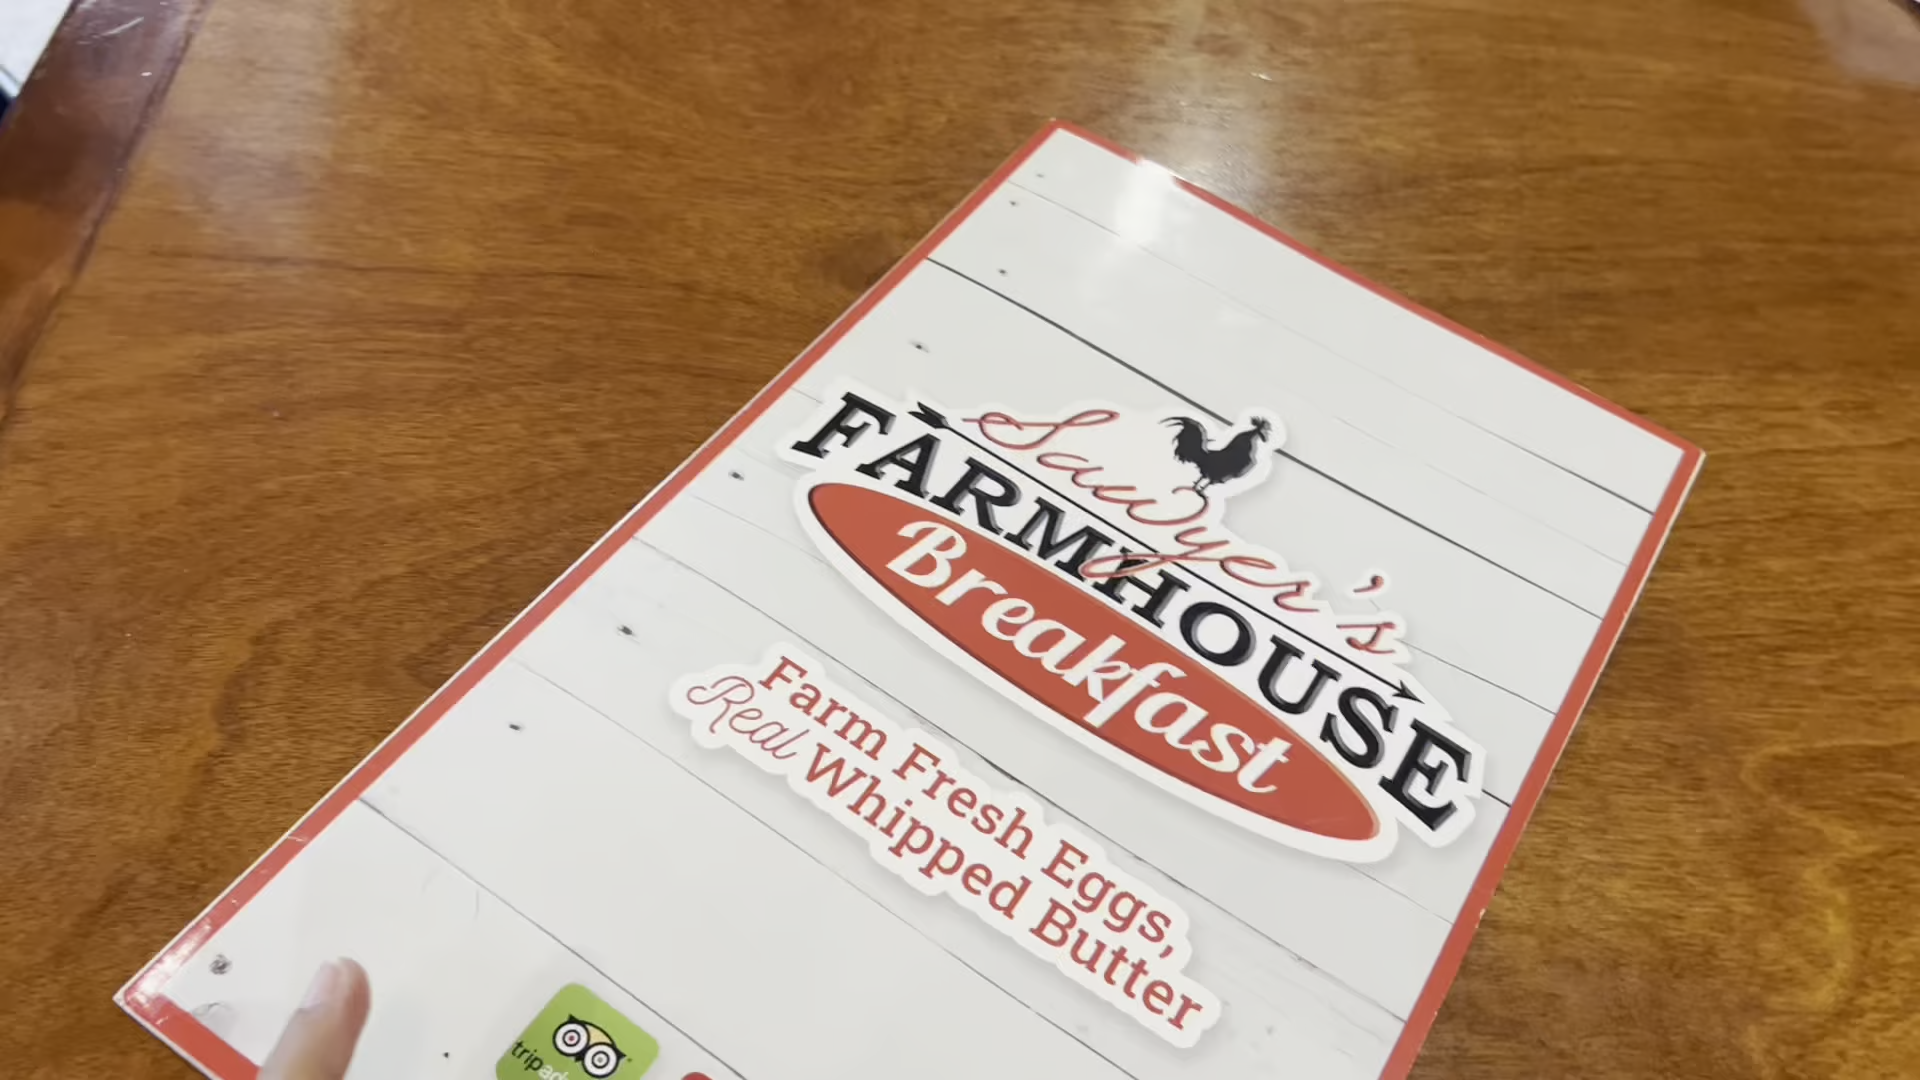 Sawyer's
FARMHOUSE
Breakfast
Farm Fresh Eggs,
Real Whipped Butter